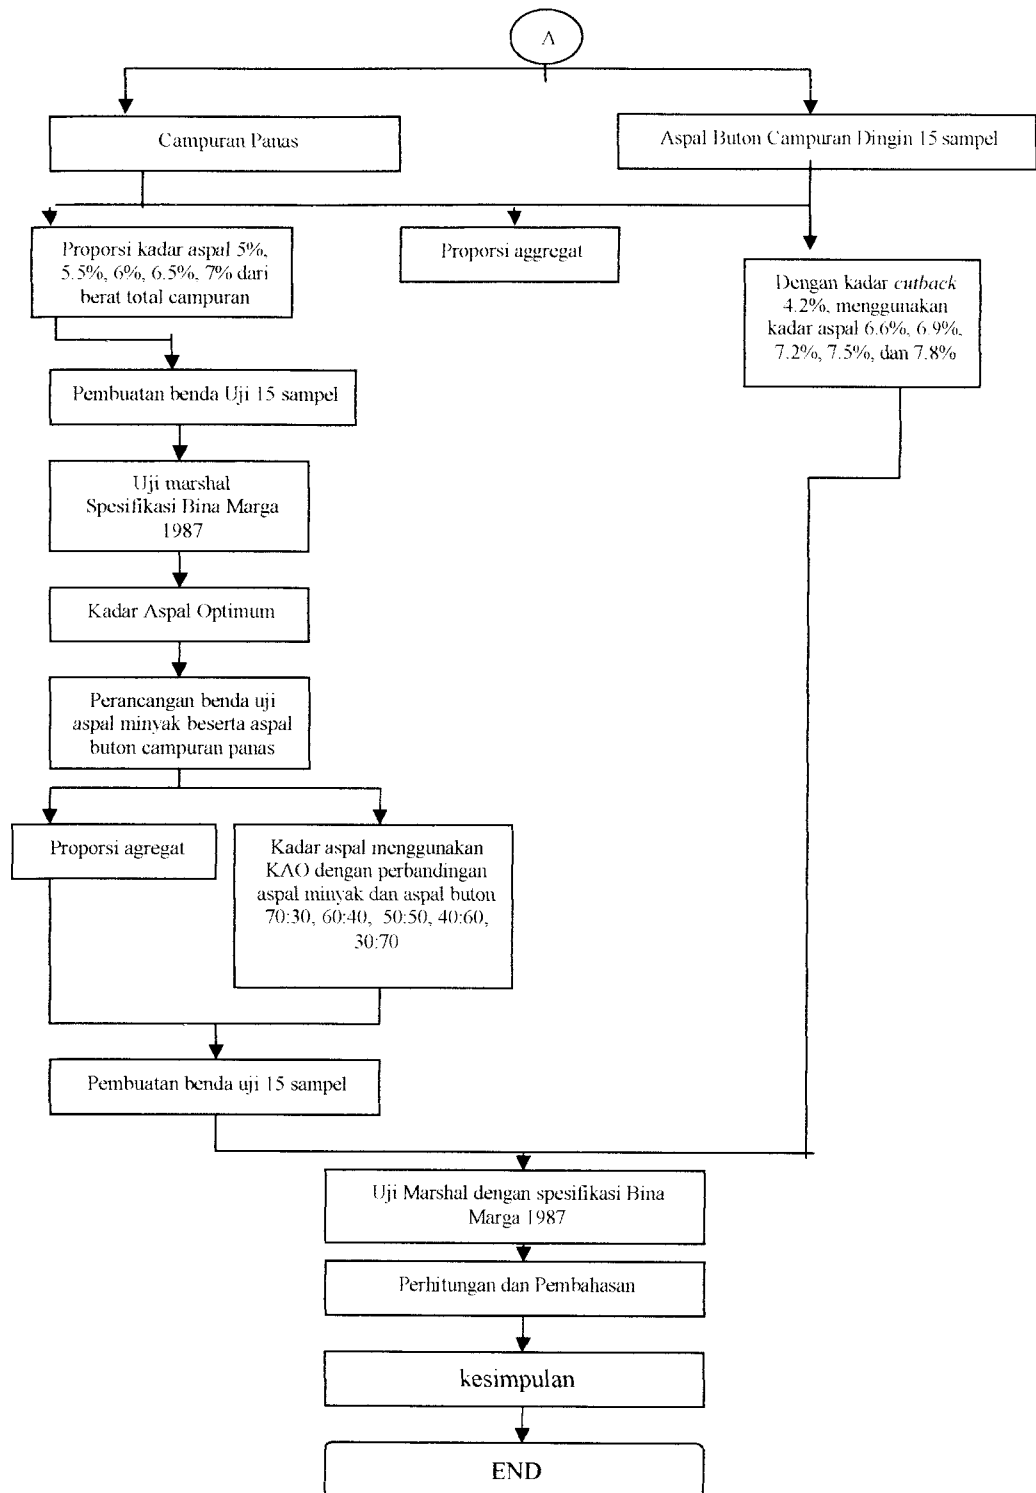 A
Campuran Panas
Aspal Buton Campuran Dingin 15 sampel
Proporsi kadar aspal 5%,
5.5%, 6%, 6.5%, 7% dari
berat total campuran
Proporsi aggregat
Dengan kadar cutback
4.2%, menggunakan
kadar aspal 6.6%, 6.9%,
7.2%, 7.5%, dan 7.8%
Pembuatan benda Uji 15 sampel
Uji marshal
Spesifikasi Bina Marga
1987
Kadar Aspal Optimum
Perancangan benda uji
aspal minyak beserta aspal
buton campuran panas
Proporsi agregat
Kadar aspal menggunakan
KAO dengan perbandingan
aspal minyak dan aspal buton
70:30, 60:40, 50:50, 40:60,
30:70
Pembuatan benda uji 15 sampel
Uji Marshal dengan spesifikasi Bina
Marga 1987
Perhitungan dan Pembahasan
kesimpulan
END